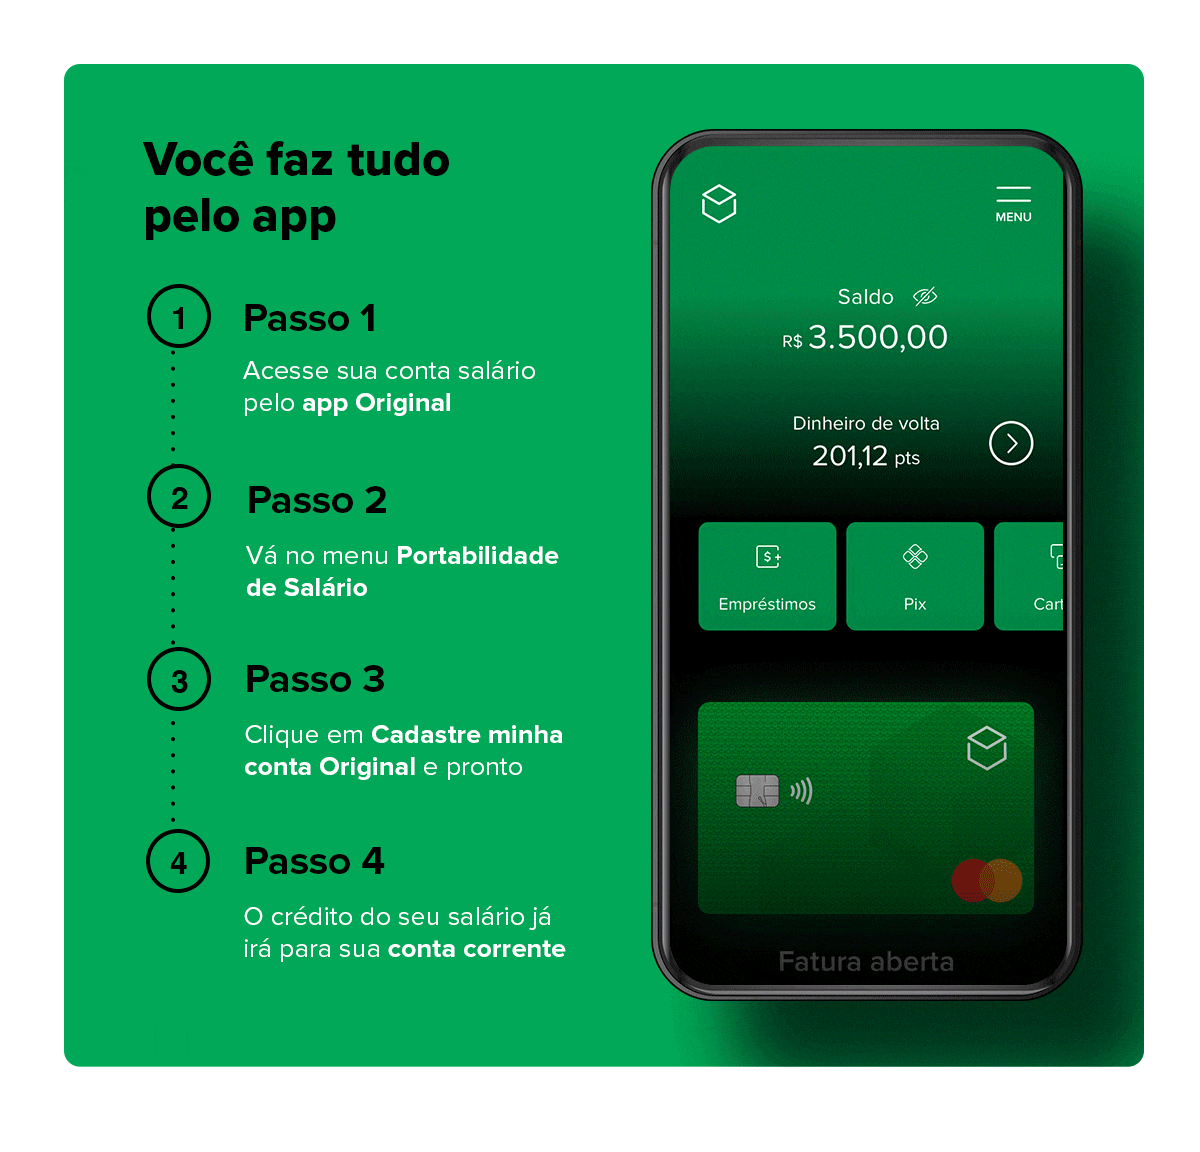 Você faz tudo
pelo app
1
Passo 1
Acesse sua conta salário
pelo app Original
2
Passo 2
Vá no menu Portabilidade
de Salário
3
Passo 3
Clique em Cadastre minha
conta Original e pronto
4
Passo 4
O crédito do seu salário já
irá para sua conta corrente
MENU
Saldo
R$ 3.500,00
Dinheiro de volta
201,12 pts
Empréstimos
Pix
Cart
Fatura aberta